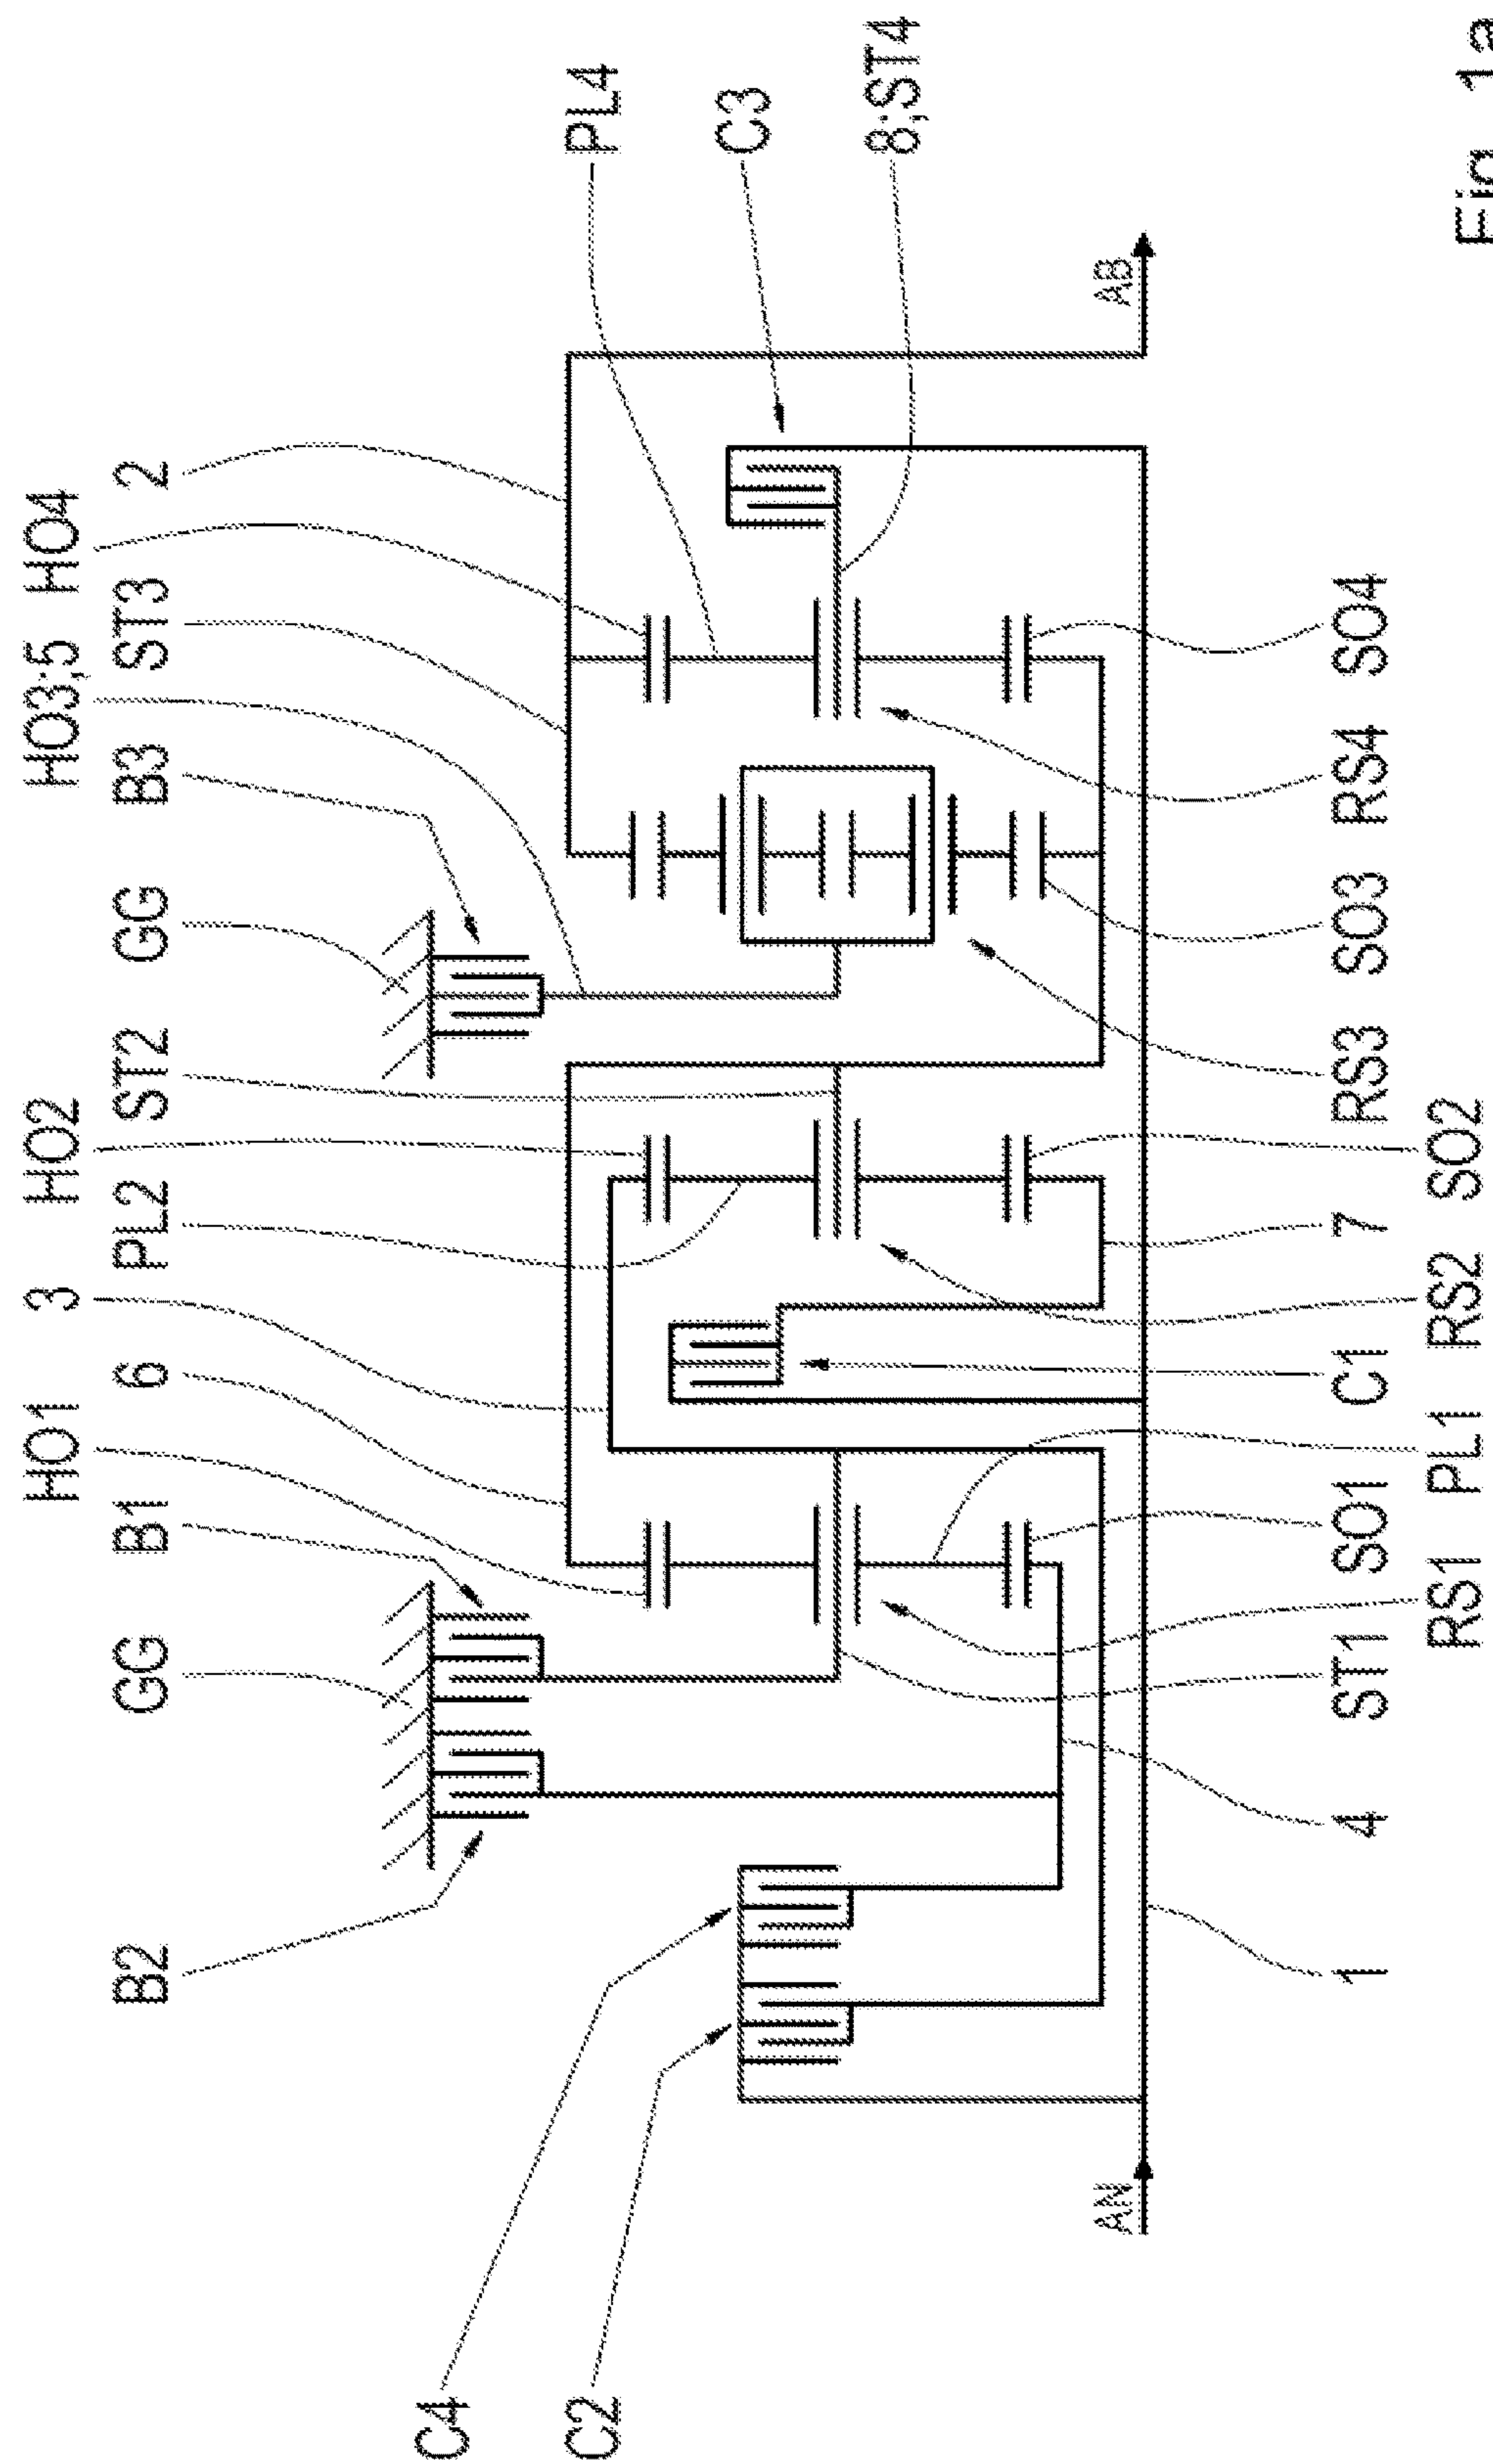 HO1 3 HO2 HO3;5 HO4
B2 GG B1 6 PL2 ST2 GG B3 ST3 2
C4
C2
PL4
C3
8;ST4
AN
AB
1 4 ST1 SO1 C1 7 RS3 SO3 RS4 SO4
RS1 PL1 RS2 SO2
Fig. 1a